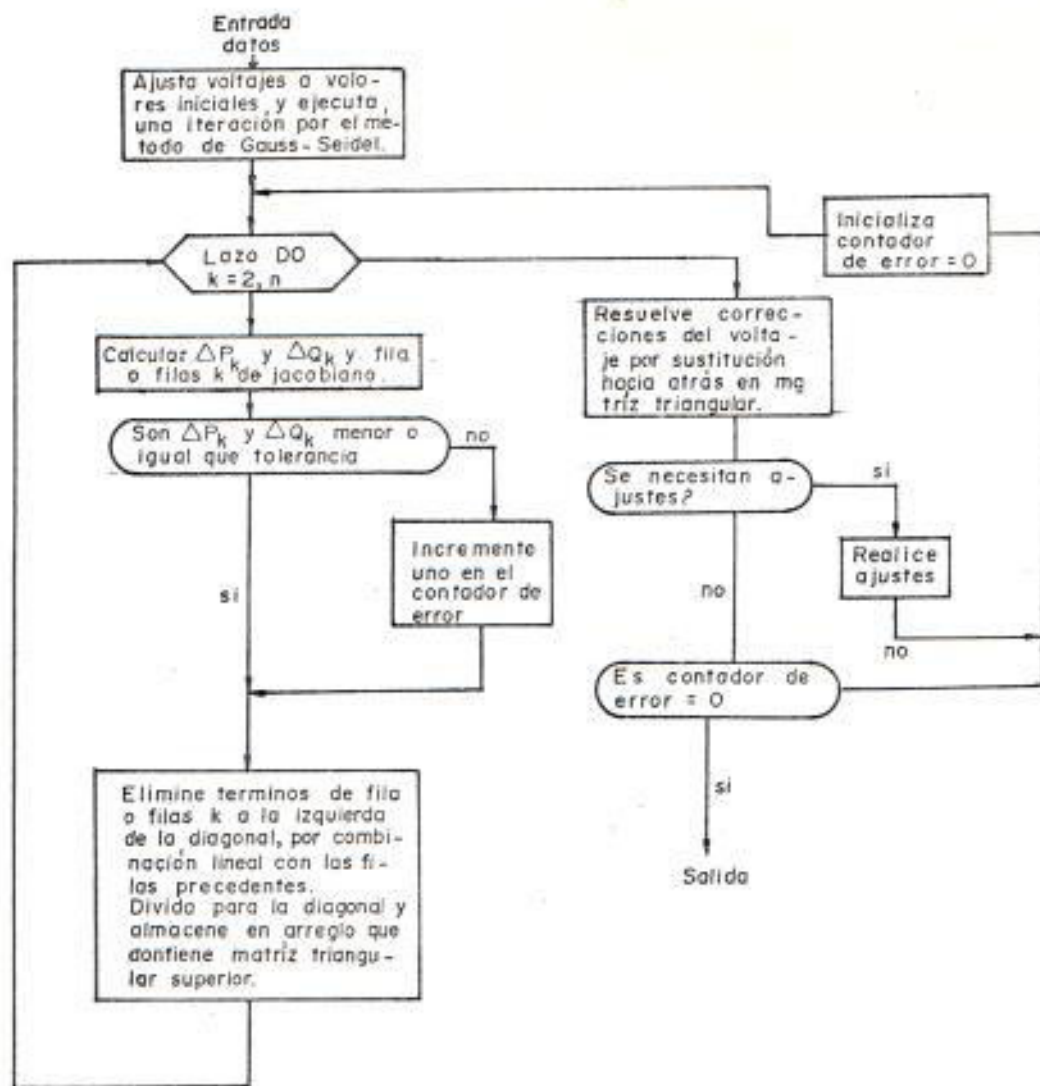 Entrada
datos
Ajusta voltajes a valo-
res iniciales, y ejecuta,
una iteración por el mé-
todo de Gauss-Seidel.
Lazo DO
k=2, n
Calcular △Pk y △Qk y fila
o filas k de jacobiano.
Son △Pk y △Qk menor o
igual que tolerancia
no
Incremente
uno en el
contador de
error
si
Elimine terminos de fila
o filas k a la izquierda
de la diagonal, por combi-
nación lineal con las fi-
las precedentes.
Divido para la diagonal y
almacene en arreglo que
dontiene matríz triangu-
lar superior.
Inicializa
contador
de error = 0
Resuelve correc-
ciones del volta-
je por sustitución
hacia atrás en mg
tríz triangular.
Se necesitan a-
justes?
si
Realice
ajustes
no
no
Es contador de
error = 0
si
Salida